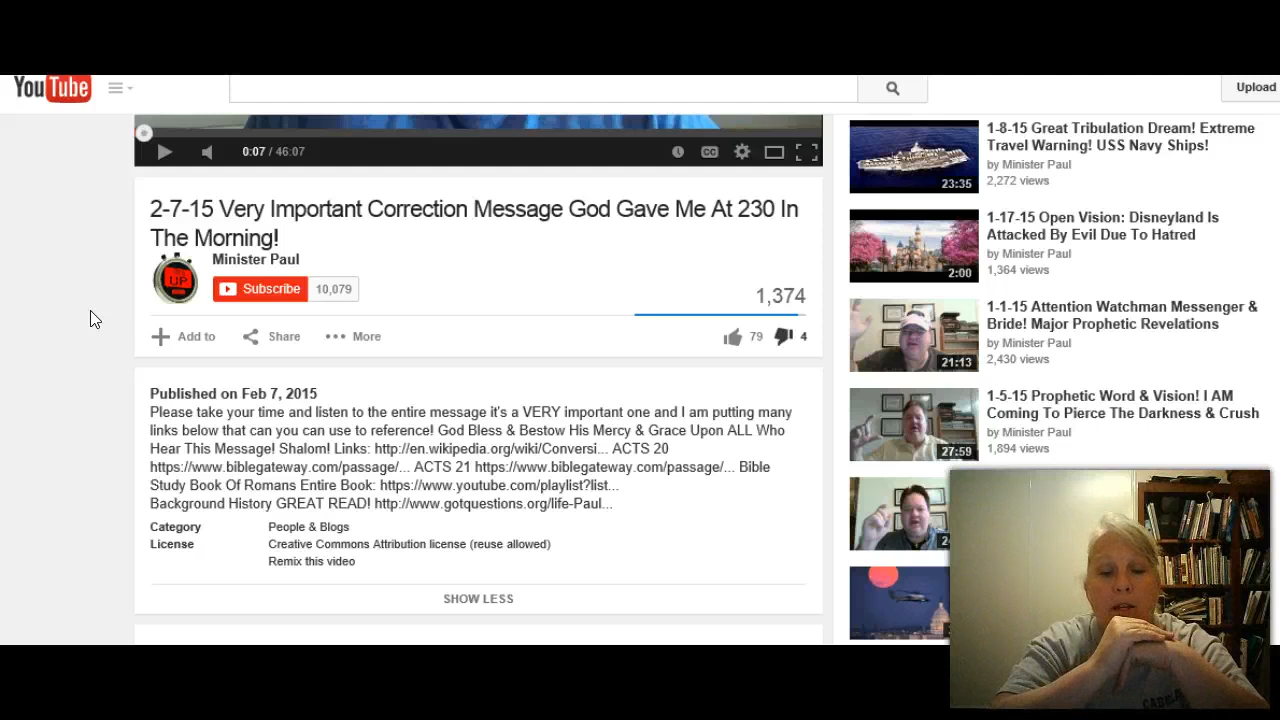 YouTube
Upload
0:07 / 46:07
CC
2-7-15 Very Important Correction Message God Gave Me At 230 In
The Morning!
UP
Minister Paul
Subscribe 10,079
1,374
Add to Share More 79 4
Published on Feb 7, 2015
Please take your time and listen to the entire message it's a VERY important one and I am putting many
links below that can you can use to reference! God Bless & Bestow His Mercy & Grace Upon ALL Who
Hear This Message! Shalom! Links: http://en.wikipedia.org/wiki/Conversi... ACTS 20
https://www.biblegateway.com/passage/... ACTS 21 https://www.biblegateway.com/passage/... Bible
Study Book Of Romans Entire Book: https://www.youtube.com/playlist?list...
Background History GREAT READ! http://www.gotquestions.org/life-Paul...
Category People & Blogs
License Creative Commons Attribution license (reuse allowed)
Remix this video
SHOW LESS
23:35
1-8-15 Great Tribulation Dream! Extreme
Travel Warning! USS Navy Ships!
by Minister Paul
2,272 views
2:00
1-17-15 Open Vision: Disneyland Is
Attacked By Evil Due To Hatred
by Minister Paul
1,364 views
21:13
1-1-15 Attention Watchman Messenger &
Bride! Major Prophetic Revelations
by Minister Paul
2,430 views
27:59
1-5-15 Prophetic Word & Vision! I AM
Coming To Pierce The Darkness & Crush
by Minister Paul
1,894 views